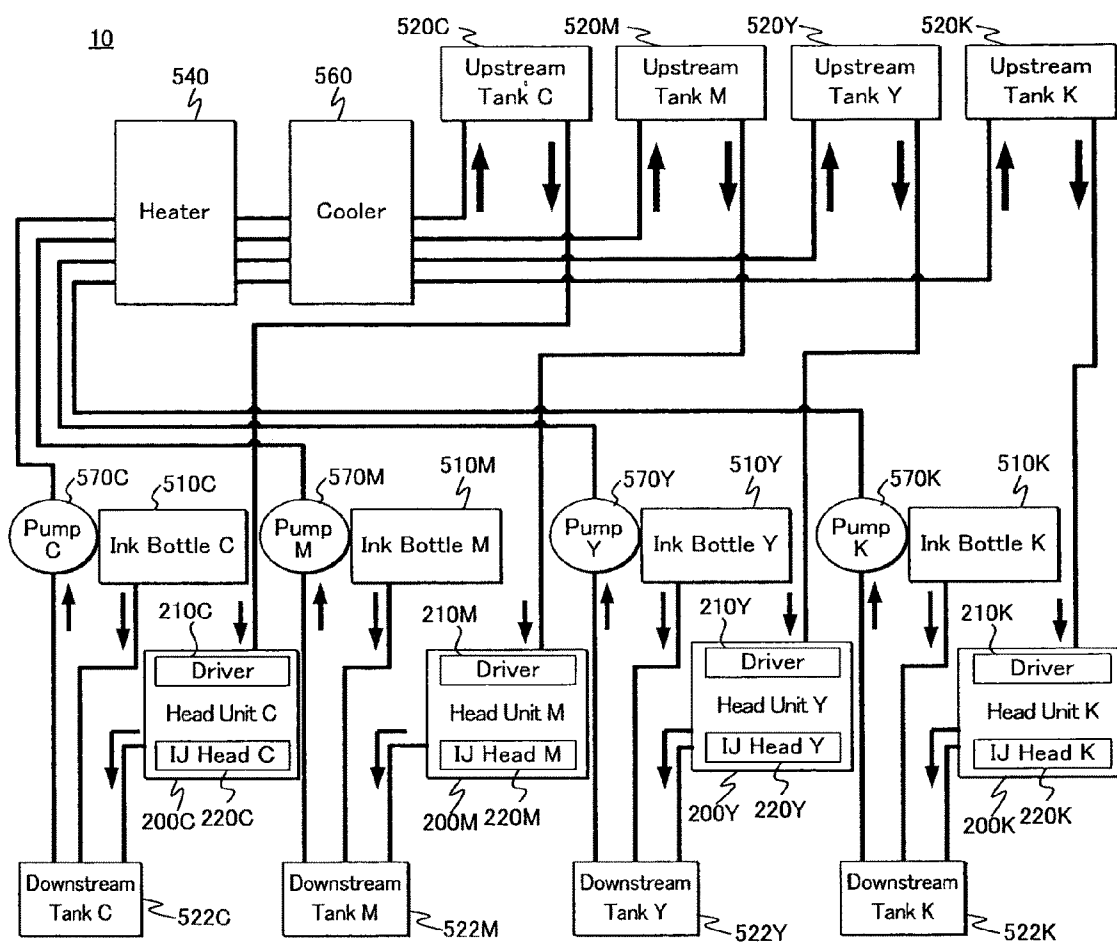 10
520C
520M
520Y
520K
540
560
Upstream
Tank C
Upstream
Tank M
Upstream
Tank Y
Upstream
Tank K
Heater
Cooler
570C
510C
570M
510M
570Y
510Y
570K
510K
Pump
C
Ink Bottle C
Pump
M
Ink Bottle M
Pump
Y
Ink Bottle Y
Pump
K
Ink Bottle K
210C
210M
210Y
210K
Driver
Head Unit C
IJ Head C
Driver
Head Unit M
IJ Head M
Driver
Head Unit Y
IJ Head Y
Driver
Head Unit K
IJ Head K
200C
220C
200M
220M
200Y
220Y
200K
220K
Downstream
Tank C
522C
Downstream
Tank M
522M
Downstream
Tank Y
522Y
Downstream
Tank K
522K